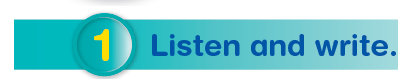 1 Listen and write.